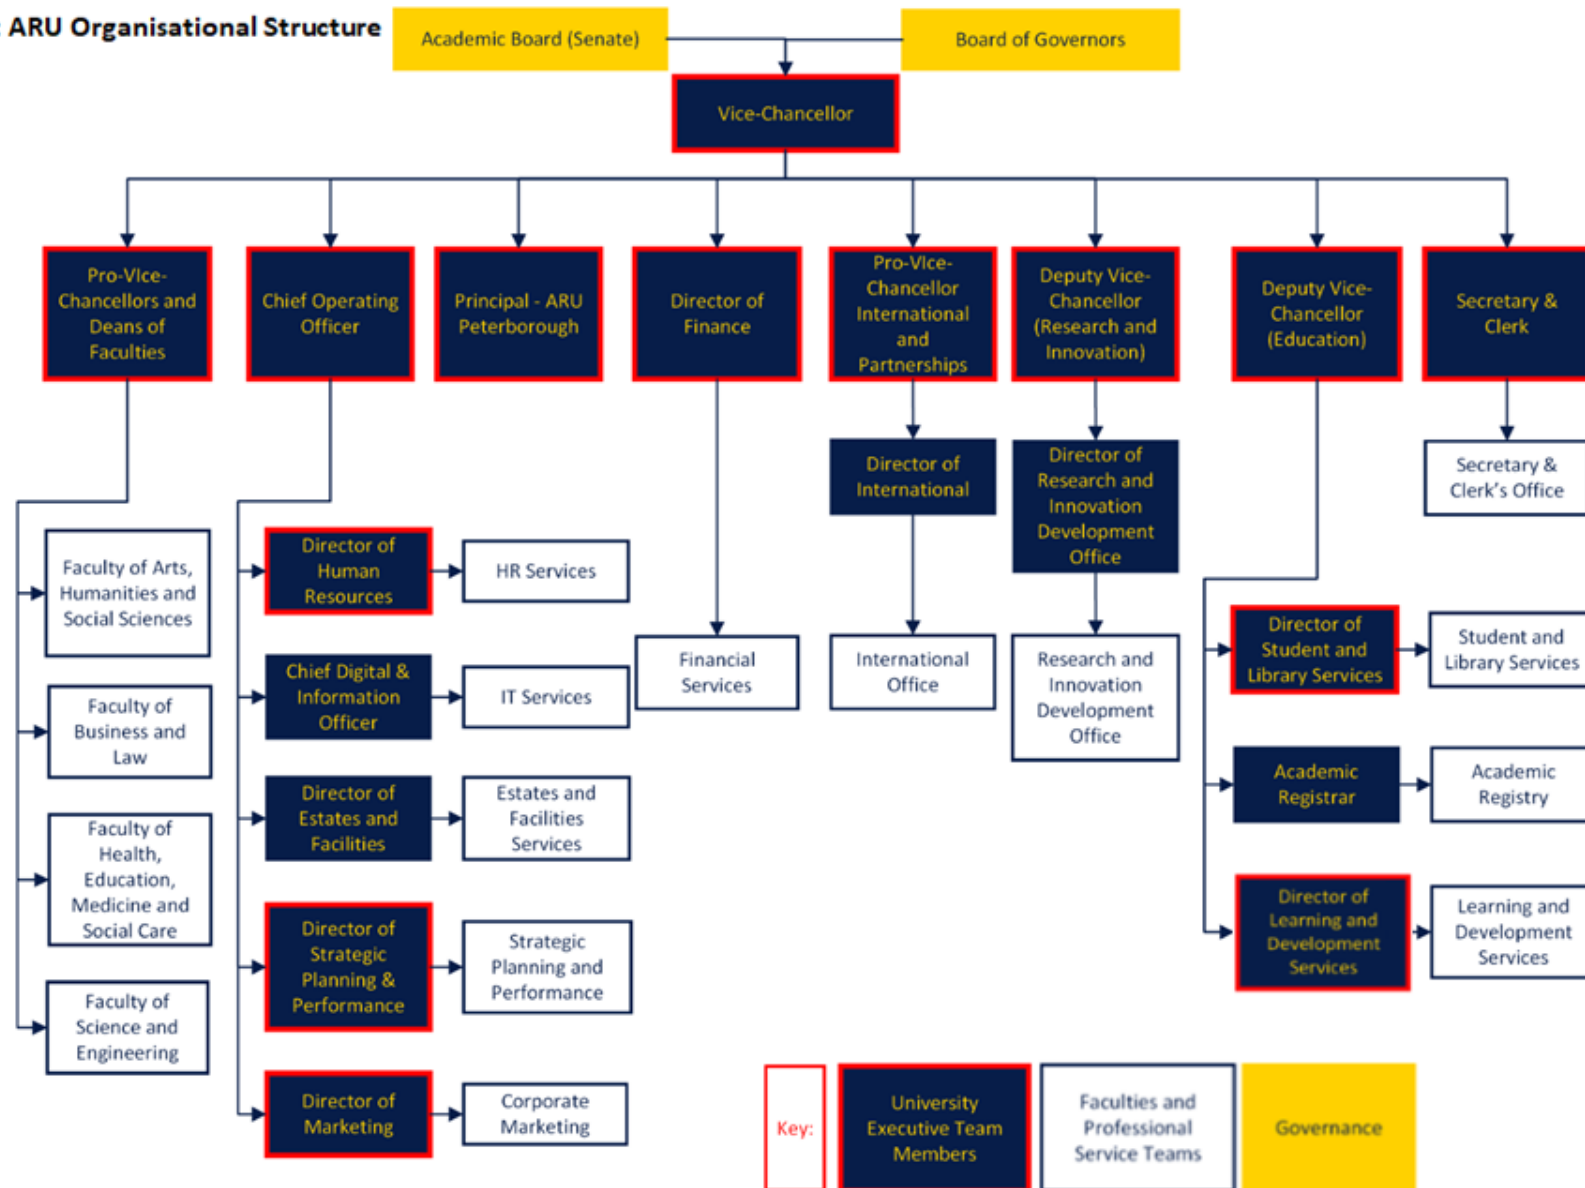 : ARU Organisational Structure
Academic Board (Senate)
Board of Governors
Vice-Chancellor
Pro-VIce-
Chancellors and
Deans of
Faculties
Chief Operating
Officer
Principal - ARU
Peterborough
Director of
Finance
Pro-VIce-
Chancellor
International
and
Partnerships
Deputy Vice-
Chancellor
(Research and
Innovation)
Deputy Vice-
Chancellor
(Education)
Secretary &
Clerk
Director of
International
Director of
Research and
Innovation
Development
Office
Secretary &
Clerk's Office
Faculty of Arts,
Humanities and
Social Sciences
Faculty of
Business and
Law
Faculty of
Health,
Education,
Medicine and
Social Care
Faculty of
Science and
Engineering
Director of
Human
Resources
HR Services
Chief Digital &
Information
Officer
IT Services
Director of
Estates and
Facilities
Estates and
Facilities
Services
Director of
Strategic
Planning &
Performance
Strategic
Planning and
Performance
Director of
Marketing
Corporate
Marketing
Financial
Services
International
Office
Research and
Innovation
Development
Office
Director of
Student and
Library Services
Student and
Library Services
Academic
Registrar
Academic
Registry
Director of
Learning and
Development
Services
Learning and
Development
Services
Key:
University
Executive Team
Members
Faculties and
Professional
Service Teams
Governance